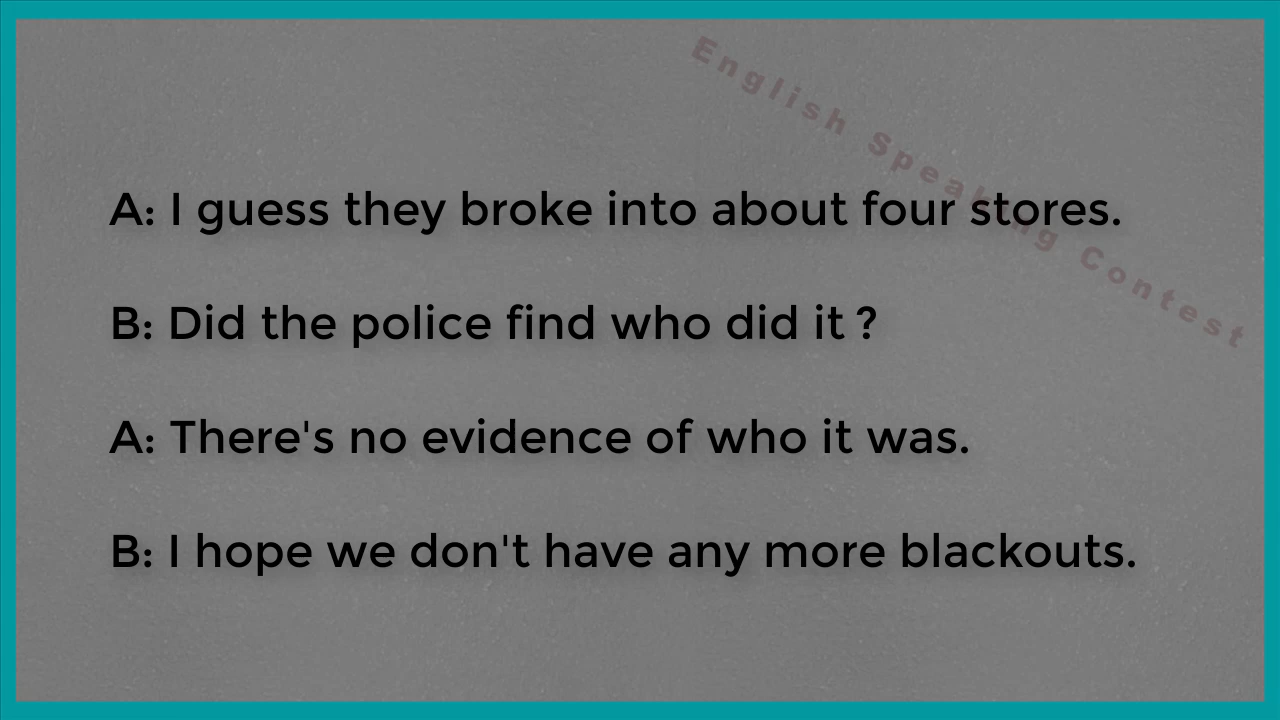 English Speaking Contest
A: I guess they broke into about four stores.
B: Did the police find who did it ?
A: There's no evidence of who it was.
B: I hope we don't have any more blackouts.